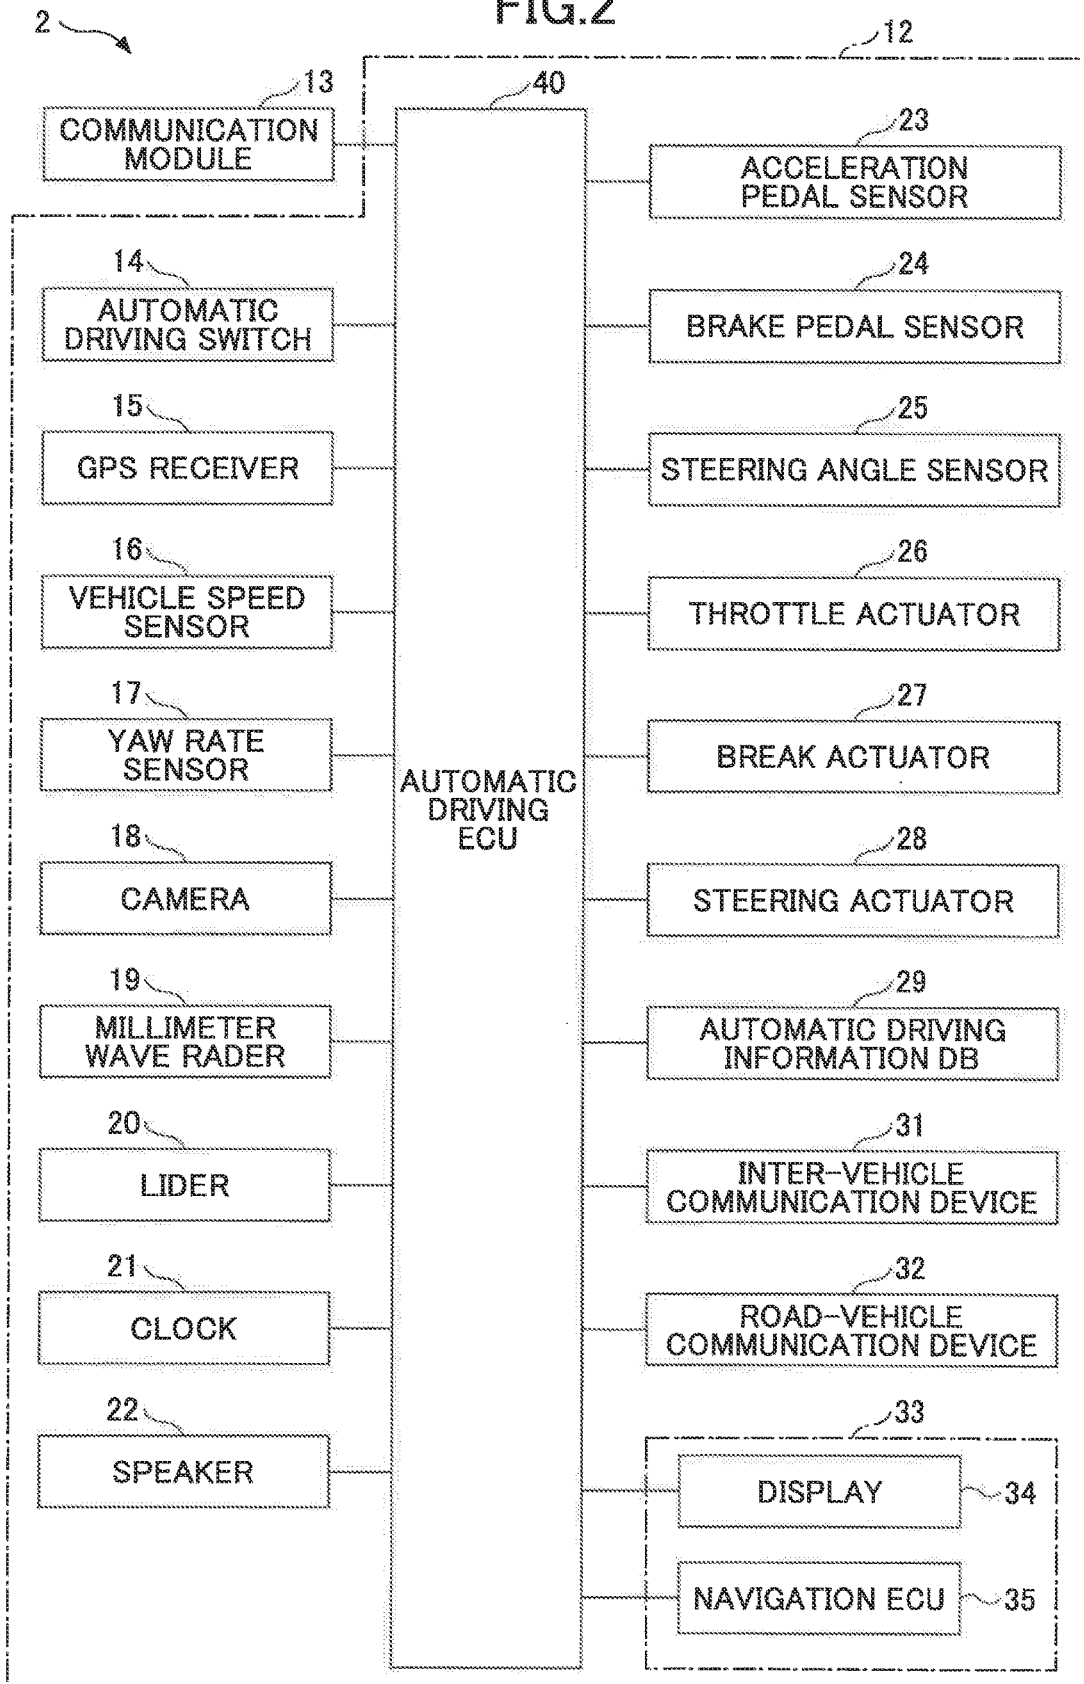 FIG.2
2
12
13
COMMUNICATION
MODULE
14
AUTOMATIC
DRIVING SWITCH
15
GPS RECEIVER
16
VEHICLE SPEED
SENSOR
17
YAW RATE
SENSOR
18
CAMERA
19
MILLIMETER
WAVE RADER
20
LIDER
21
CLOCK
22
SPEAKER
40
AUTOMATIC
DRIVING
ECU
23
ACCELERATION
PEDAL SENSOR
24
BRAKE PEDAL SENSOR
25
STEERING ANGLE SENSOR
26
THROTTLE ACTUATOR
27
BREAK ACTUATOR
28
STEERING ACTUATOR
29
AUTOMATIC DRIVING
INFORMATION DB
31
INTER-VEHICLE
COMMUNICATION DEVICE
32
ROAD-VEHICLE
COMMUNICATION DEVICE
33
DISPLAY
34
NAVIGATION ECU
35